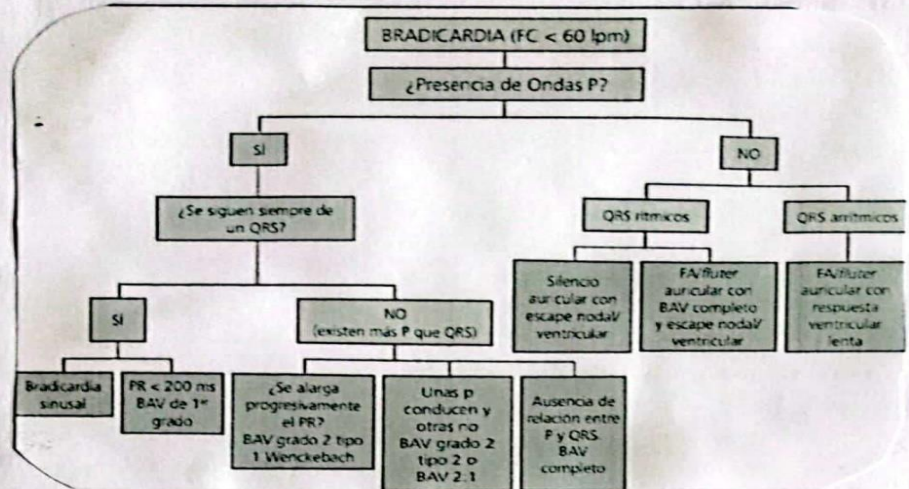 BRADICARDIA (FC < 60 lpm)
¿Presencia de Ondas P?
SÍ
NO
¿Se siguen siempre de
un QRS?
QRS rítmicos
QRS arrítmicos
Silencio
auricular con
escape nodal/
ventricular
FA/fluter
auricular con
BAV completo
y escape nodal/
ventricular
FA/fluter
auricular con
respuesta
ventricular
lenta
SÍ
NO
(existen más P que QRS)
Bradicardia
sinusal
PR < 200 ms
BAV de 1er
grado
¿Se alarga
progresivamente
el PR?
BAV grado 2 tipo
1 Wenckebach
Unas p
conducen y
otras no
BAV grado 2
tipo 2 o
BAV 2:1
Ausencia de
relación entre
P y QRS.
BAV
completo